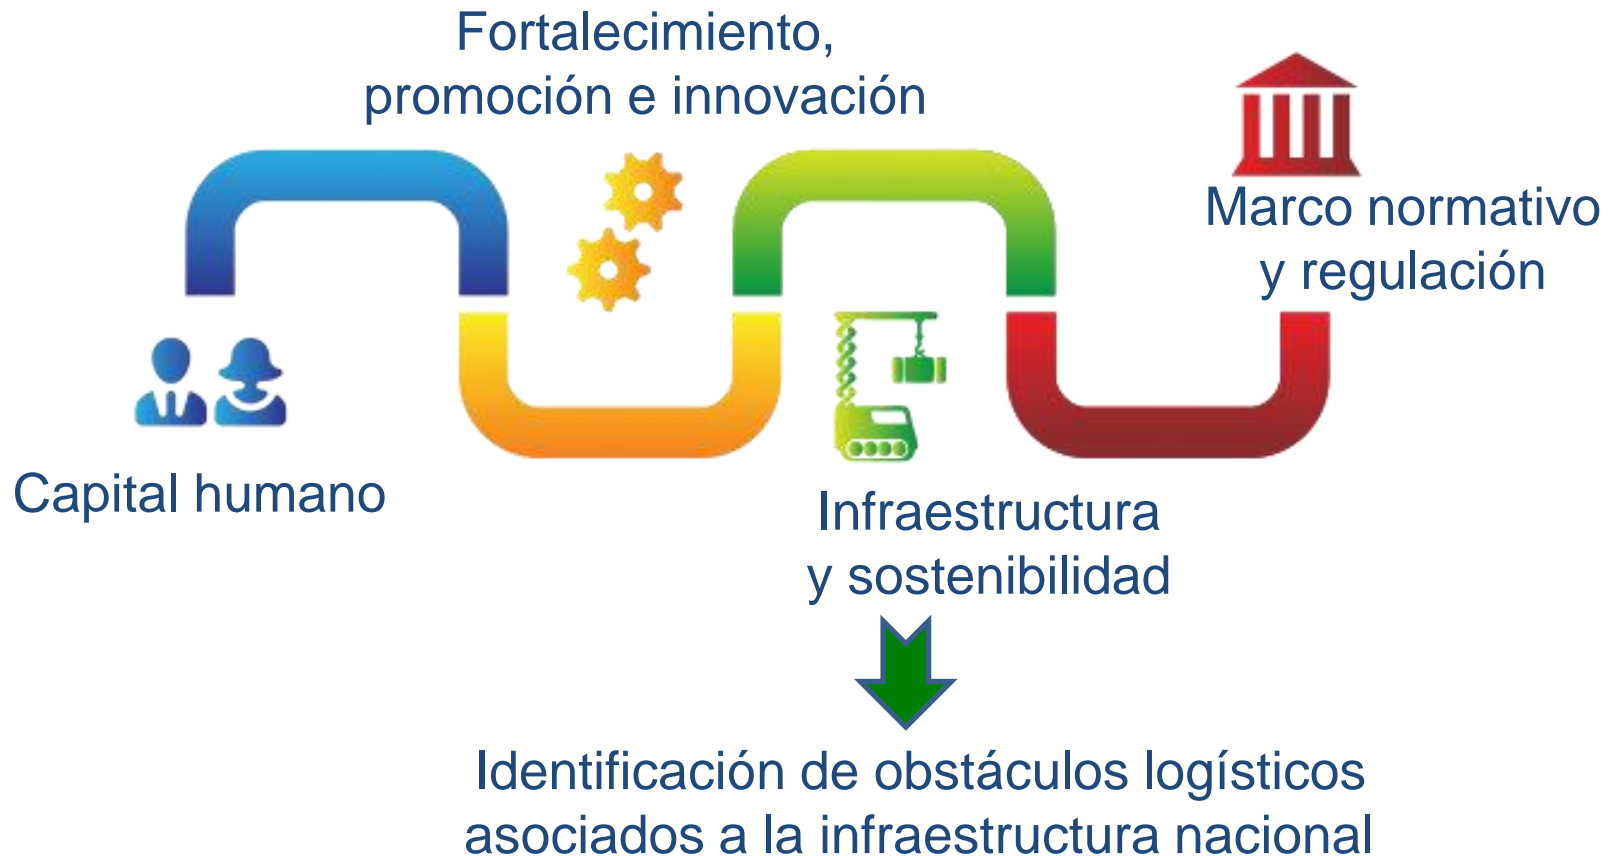 Fortalecimiento,
promoción e innovación
Marco normativo
y regulación
Capital humano
Infraestructura
y sostenibilidad
Identificación de obstáculos logísticos
asociados a la infraestructura nacional